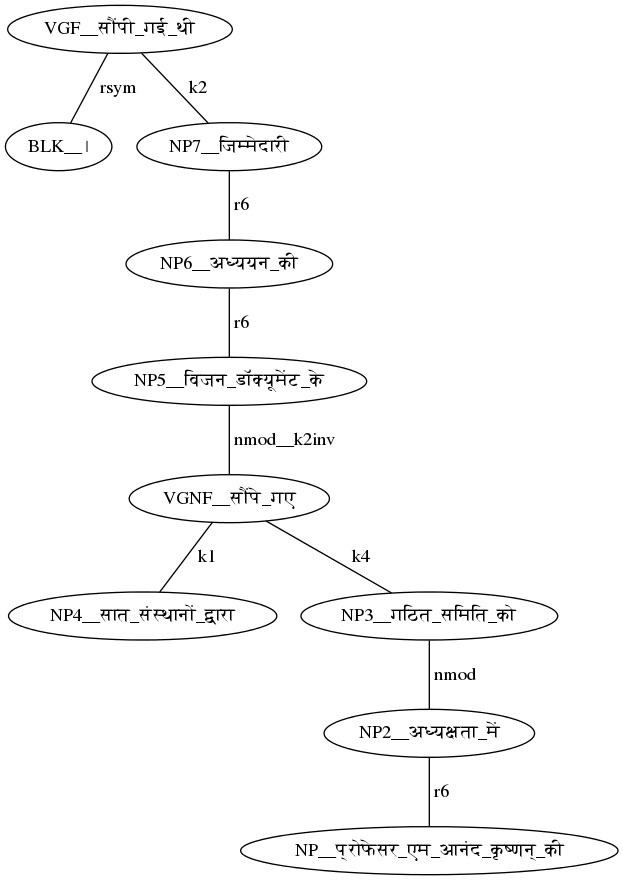 VGF__सौंपी_गई_थी
rsym k2
BLK__। NP7__जिम्मेदारी
r6
NP6__अध्ययन_की
r6
NP5__विजन_डॉक्यूमेंट_के
nmod__k2inv
VGNF__सौंपे_गए
k1 k4
NP4__सात_संस्थानों_द्वारा NP3__गठित_समिति_को
nmod
NP2__अध्यक्षता_में
r6
NP__प्रोफेसर_एम_आनंद_कृष्णन्_की